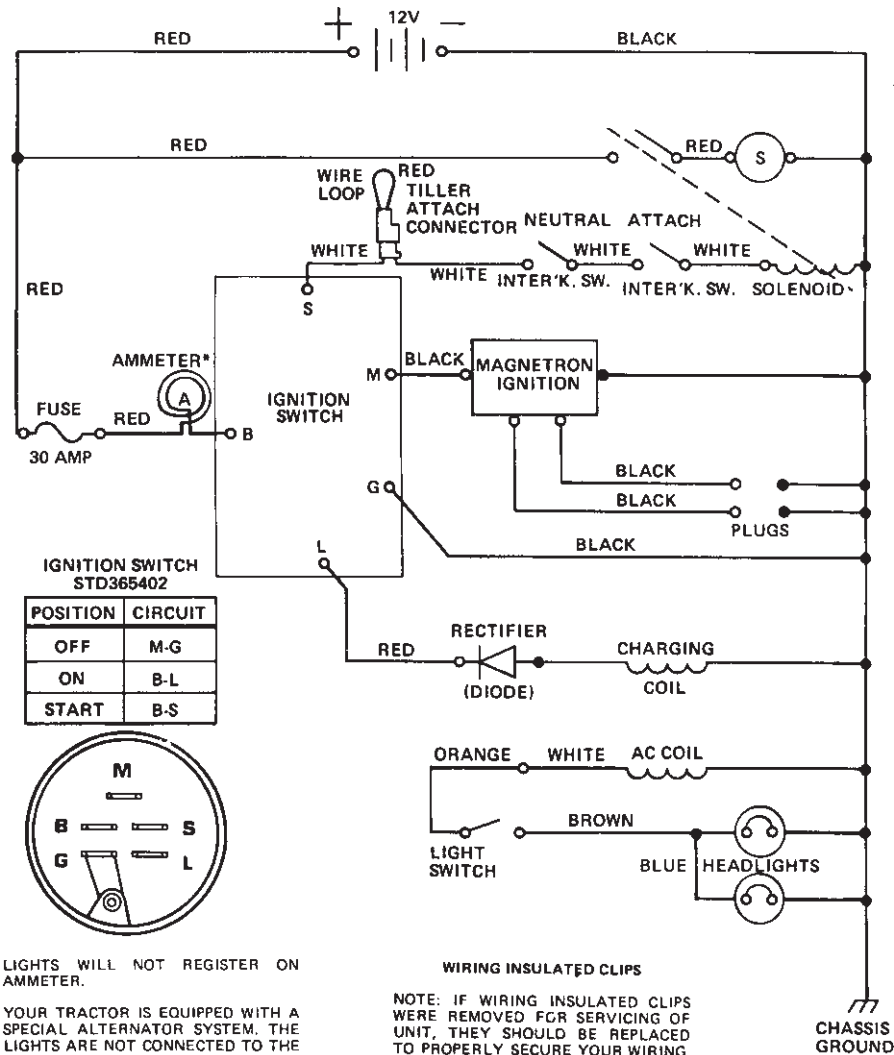 + 12V −
RED
BLACK
RED
RED
S
WIRE LOOP
RED
TILLER
ATTACH
CONNECTOR
NEUTRAL ATTACH
WHITE
WHITE
WHITE
WHITE
INTER'K. SW.
INTER'K. SW.
SOLENOID
RED
S
AMMETER*
A
M
BLACK
MAGNETRON
IGNITION
IGNITION
SWITCH
FUSE
RED
B
30 AMP
G
BLACK
BLACK
PLUGS
BLACK
L
IGNITION SWITCH
STD365402
POSITION CIRCUIT
OFF M-G
ON B-L
START B-S
RED
RECTIFIER
(DIODE)
CHARGING
COIL
ORANGE
WHITE
AC COIL
LIGHT
SWITCH
BROWN
BLUE
HEADLIGHTS
M
B S
G L
LIGHTS WILL NOT REGISTER ON
AMMETER.
YOUR TRACTOR IS EQUIPPED WITH A
SPECIAL ALTERNATOR SYSTEM. THE
LIGHTS ARE NOT CONNECTED TO THE
WIRING INSULATED CLIPS
NOTE: IF WIRING INSULATED CLIPS
WERE REMOVED FOR SERVICING OF
UNIT, THEY SHOULD BE REPLACED
TO PROPERLY SECURE YOUR WIRING
CHASSIS
GROUND